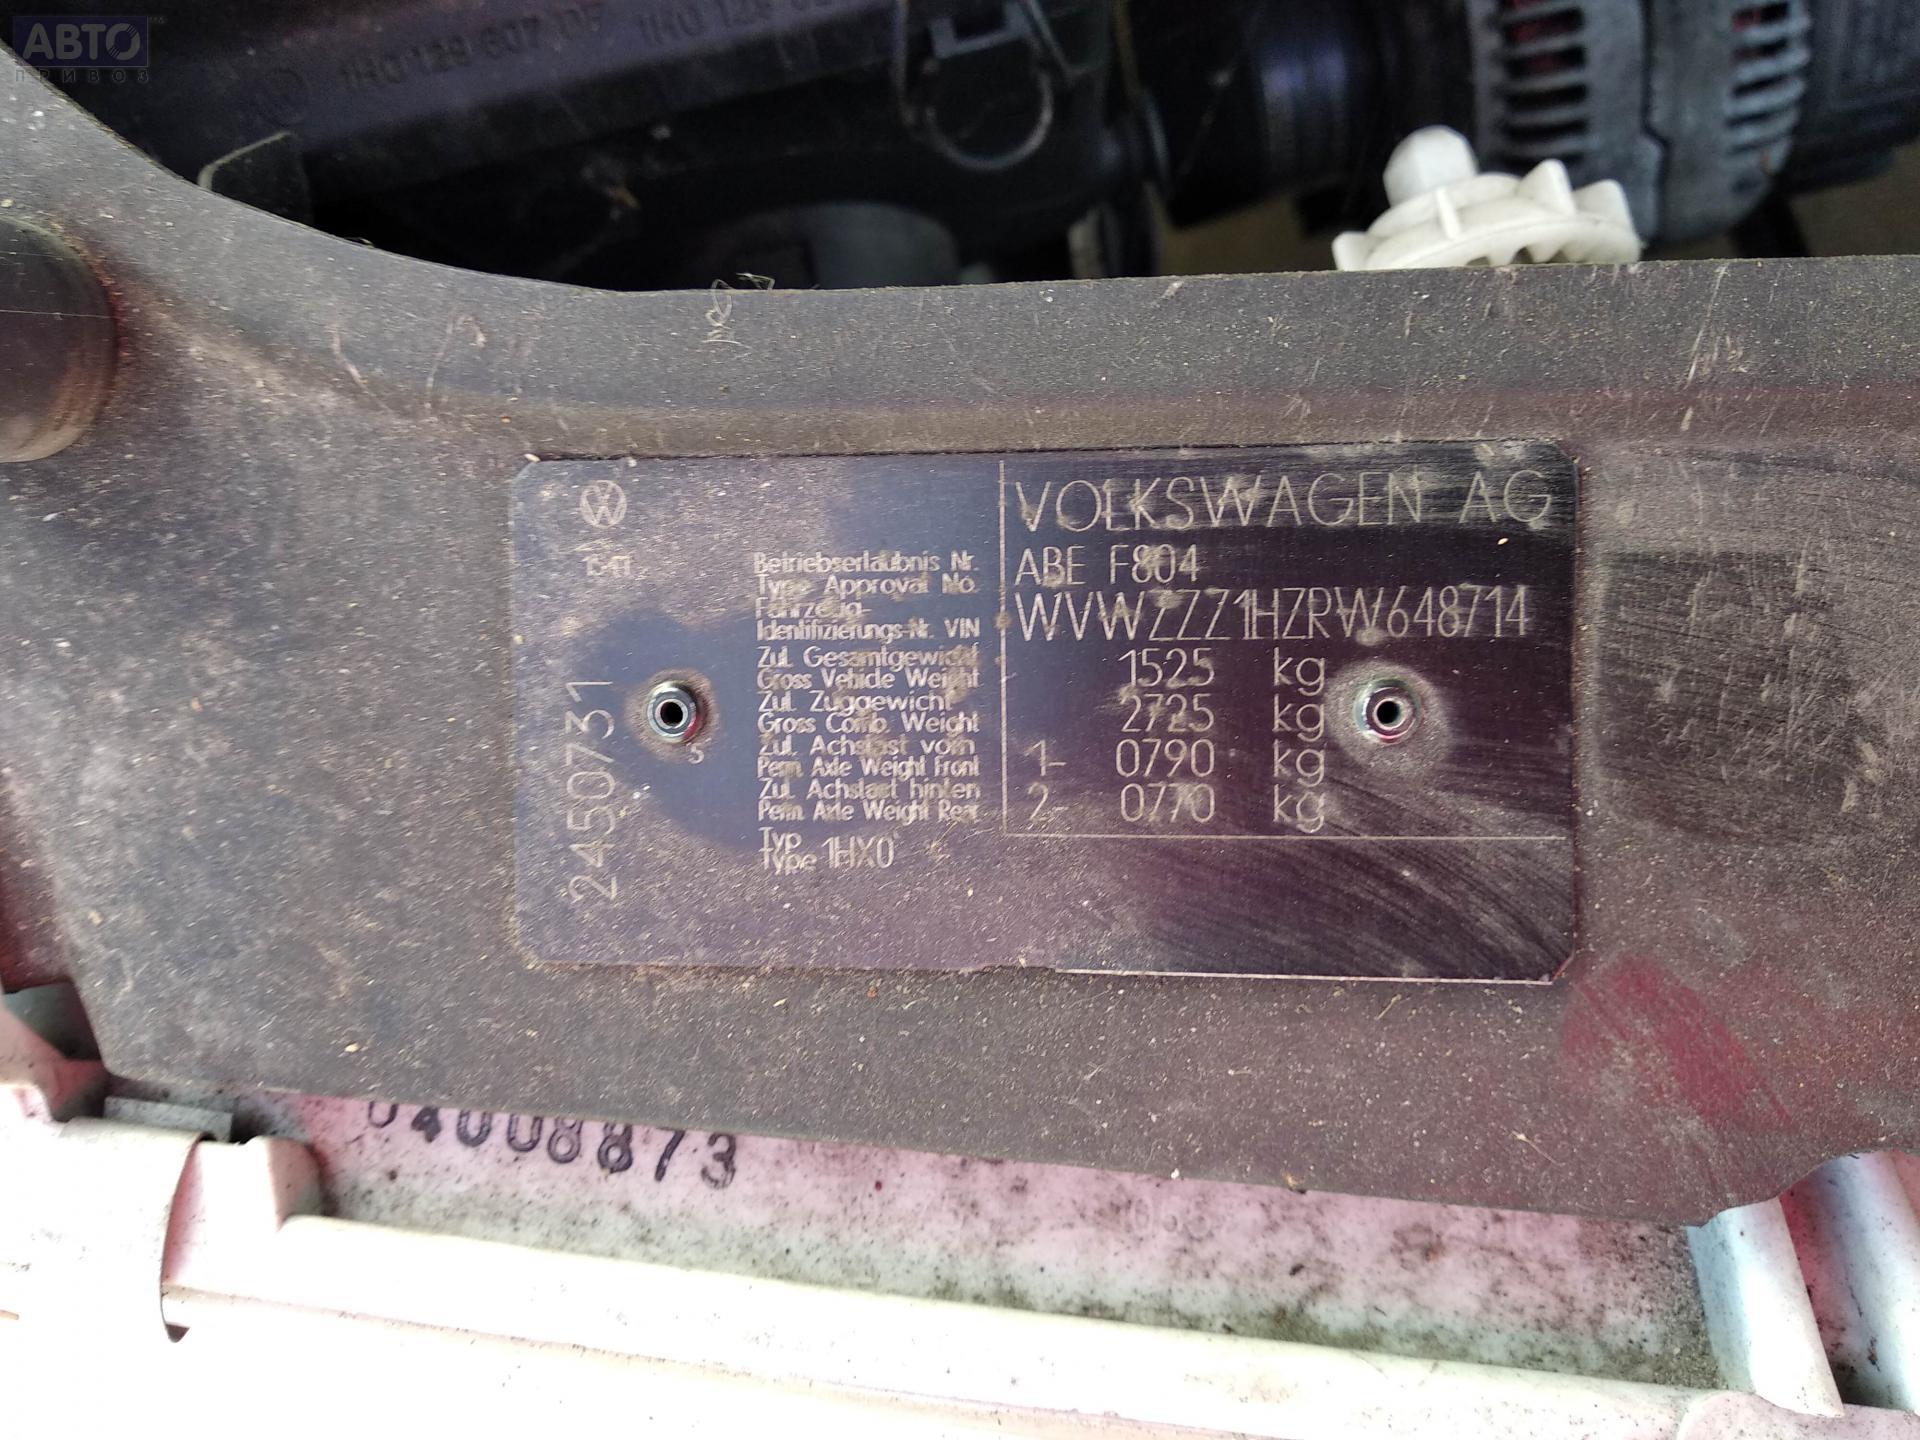 АВТО
ПРИВОЗ
VOLKSWAGEN AG
Betriebserlaubnis Nr.
Type Approval No.
ABE F804
Fahrzeug-
Identifizierungs-Nr. VIN
WVWZZZ1HZRW648714
Zul. Gesamtgewicht
Gross Vehicle Weight
1525 kg
Zul. Zuggewicht
Gross Comb. Weight
2725 kg
Zul. Achslast vorn
Perm. Axle Weight Front
1- 0790 kg
Zul. Achslast hinten
Perm. Axle Weight Rear
2- 0770 kg
Typ
Type 1HX0
2450731
S
04008873